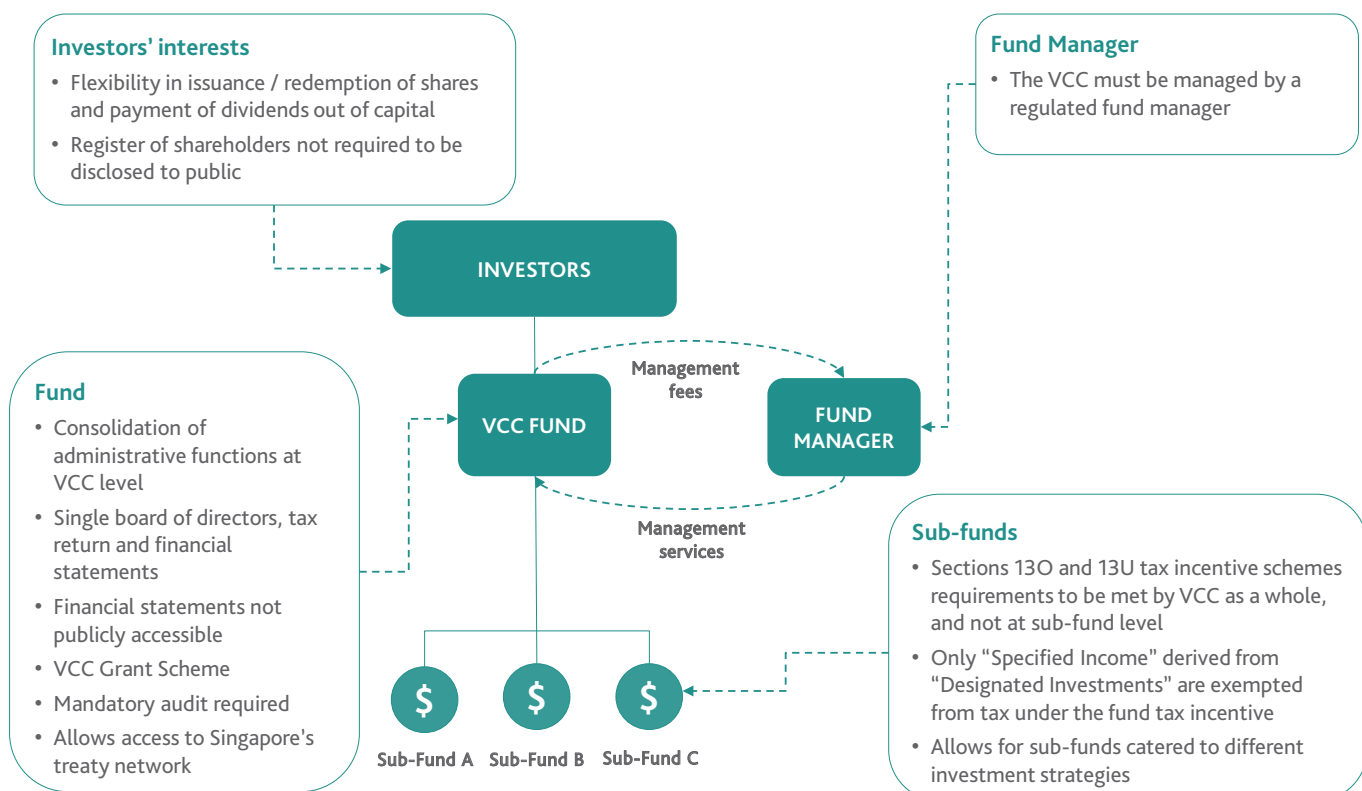 Investors' interests
• Flexibility in issuance / redemption of shares
and payment of dividends out of capital
• Register of shareholders not required to be
disclosed to public
Fund Manager
• The VCC must be managed by a
regulated fund manager
INVESTORS
Management
fees
VCC FUND
FUND
MANAGER
Management
services
Fund
• Consolidation of
administrative functions at
VCC level
• Single board of directors, tax
return and financial
statements
• Financial statements not
publicly accessible
• VCC Grant Scheme
• Mandatory audit required
• Allows access to Singapore's
treaty network
$ $ $
Sub-Fund A Sub-Fund B Sub-Fund C
Sub-funds
• Sections 13O and 13U tax incentive schemes
requirements to be met by VCC as a whole,
and not at sub-fund level
• Only “Specified Income” derived from
“Designated Investments” are exempted
from tax under the fund tax incentive
• Allows for sub-funds catered to different
investment strategies